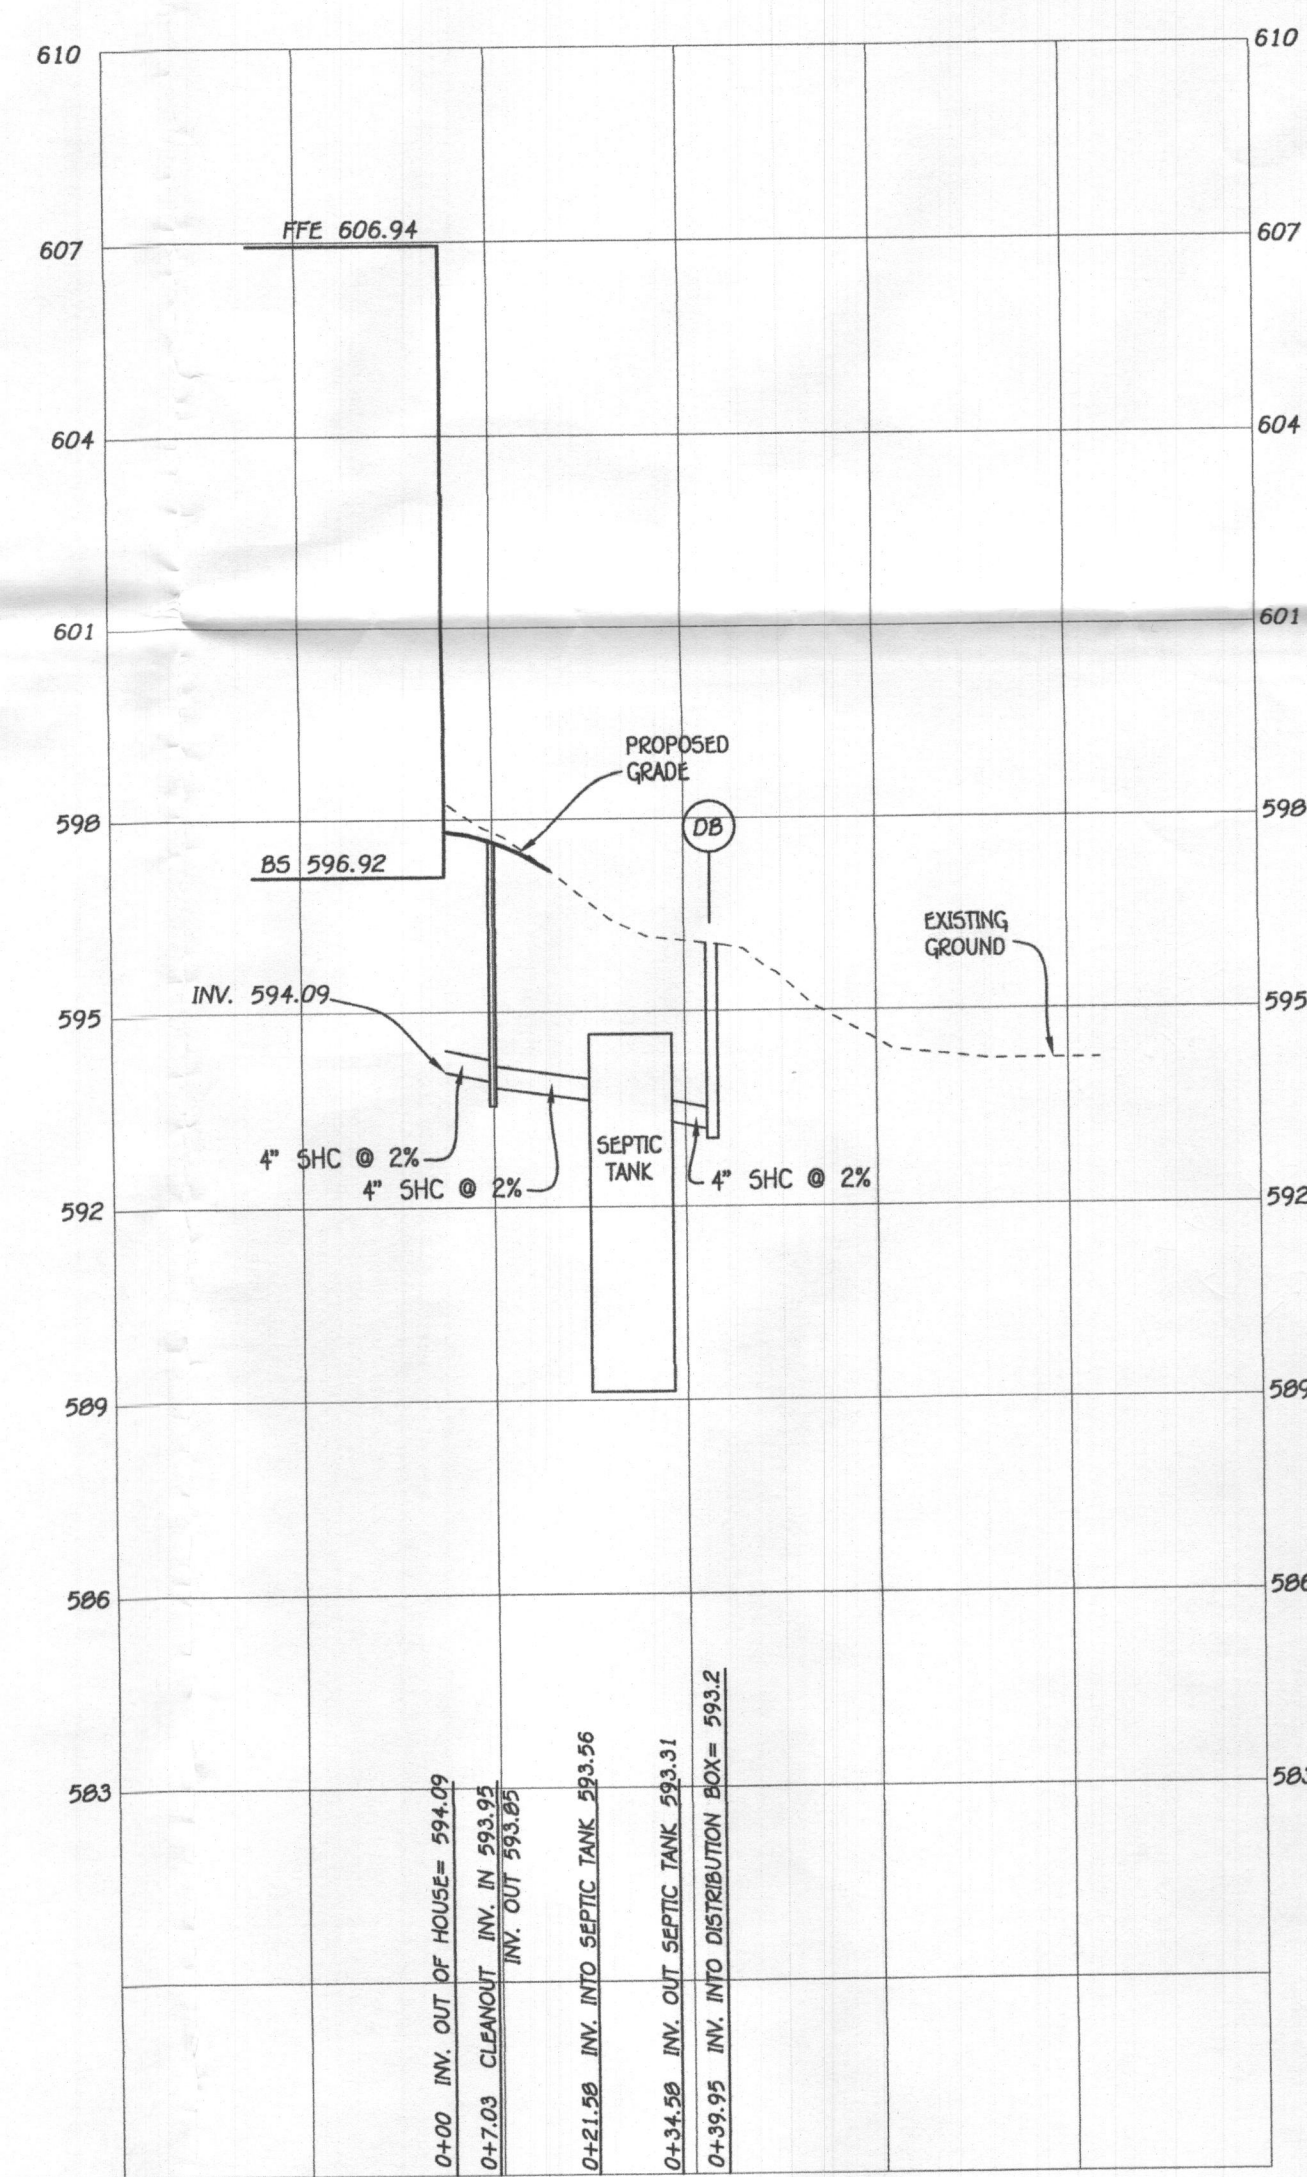 610
610
FFE 606.94
607
607
604
604
601
601
PROPOSED
GRADE
598
598
DB
BS 596.92
EXISTING
GROUND
INV. 594.09
595
595
SEPTIC
TANK
4" SHC @ 2%
4" SHC @ 2%
4" SHC @ 2%
592
592
589
589
586
586
583
583
0+00 INV. OUT OF HOUSE= 594.09
0+7.03 CLEANOUT INV. IN 593.95
INV. OUT 593.85
0+21.58 INV. INTO SEPTIC TANK 593.56
0+34.58 INV. OUT SEPTIC TANK 593.31
0+39.95 INV. INTO DISTRIBUTION BOX= 593.2